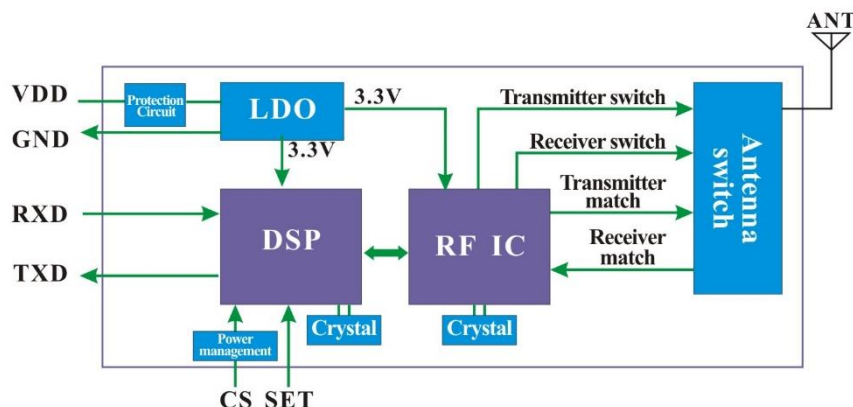 ANT
VDD
Protection
Circuit
LDO
3.3V
GND
3.3V
Transmitter switch
Receiver switch
Transmitter
match
Receiver
match
Antenna
switch
RXD
TXD
DSP
RF IC
Crystal
Crystal
Power
management
CS SET